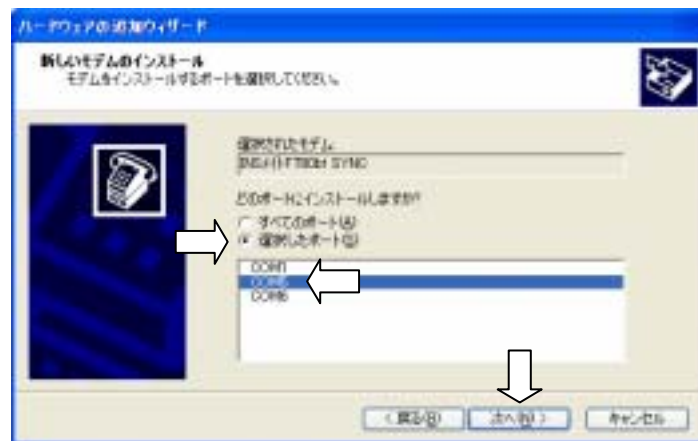 ハードウェアの追加ウィザード
新しいモデムのインストール
モデムをインストールするポートを選択してください。
選択されたモデム
SYNC
どのポートにインストールしますか?
すべてのポート(A)
選択したポート(S)
COM1
COM5
COM6
< 戻る(B)
次へ(N) >
キャンセル